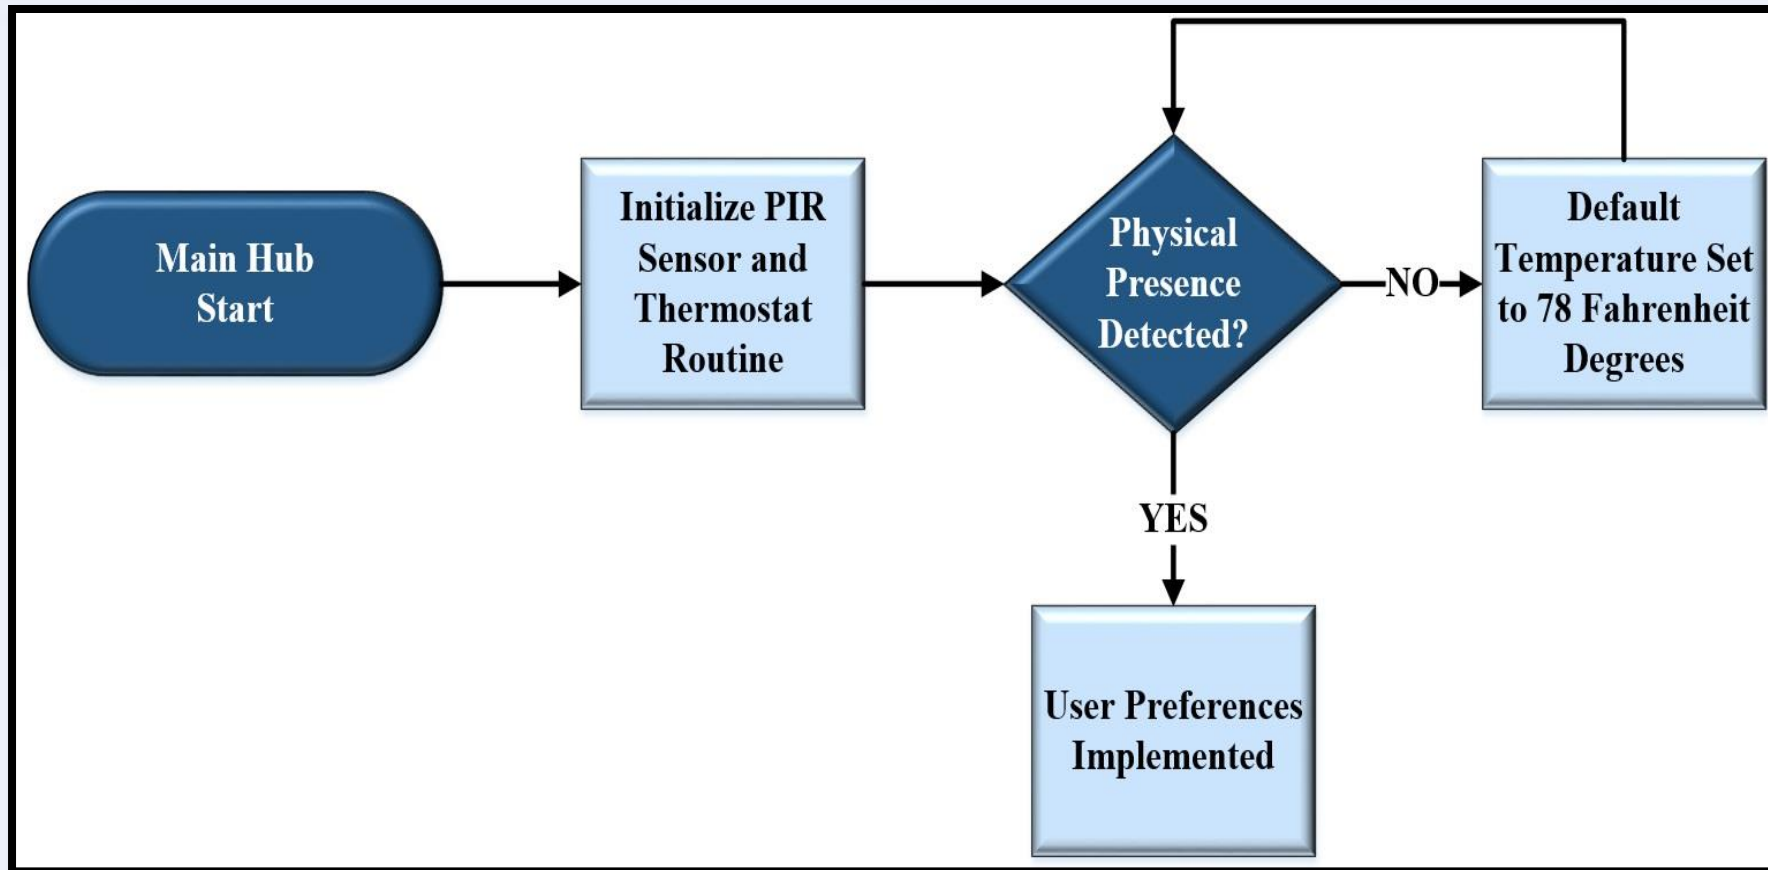 Main Hub
Start
Initialize PIR
Sensor and
Thermostat
Routine
Physical
Presence
Detected?
NO
Default
Temperature Set
to 78 Fahrenheit
Degrees
YES
User Preferences
Implemented